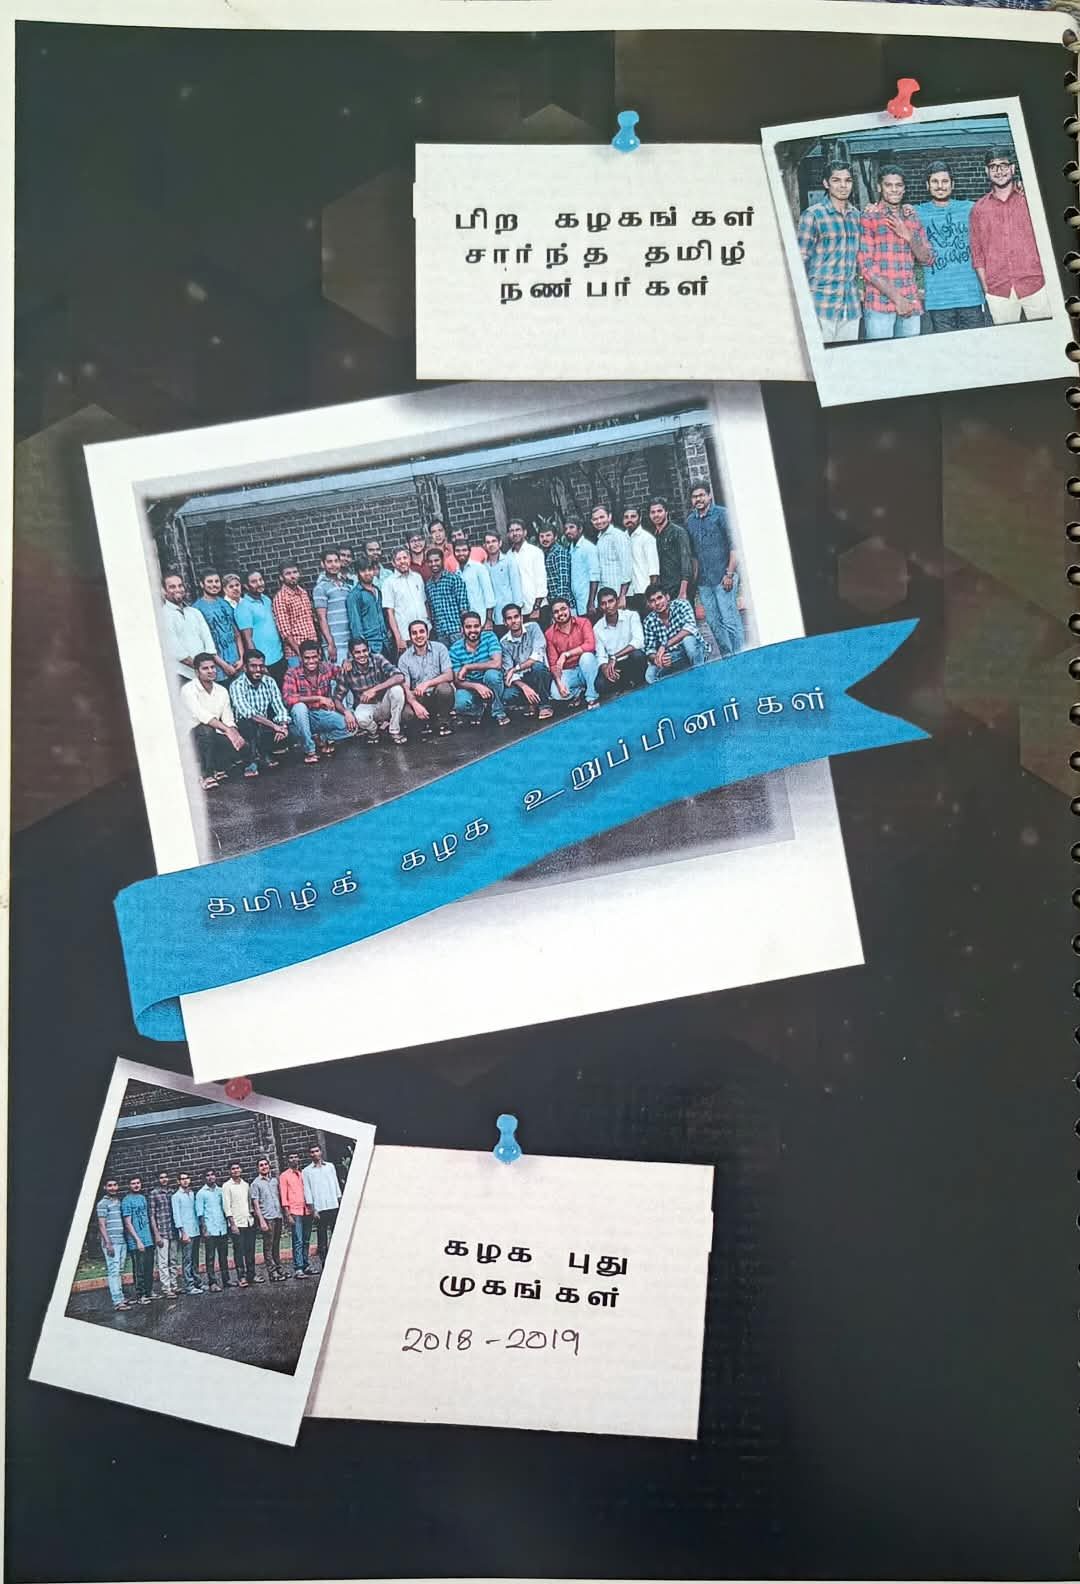 பிற கழகங்கள்
சார்ந்த தமிழ்
நண்பர்கள்
தமிழ்க் கழக உறுப்பினர்கள்
கழக புது
முகங்கள்
2018-2019